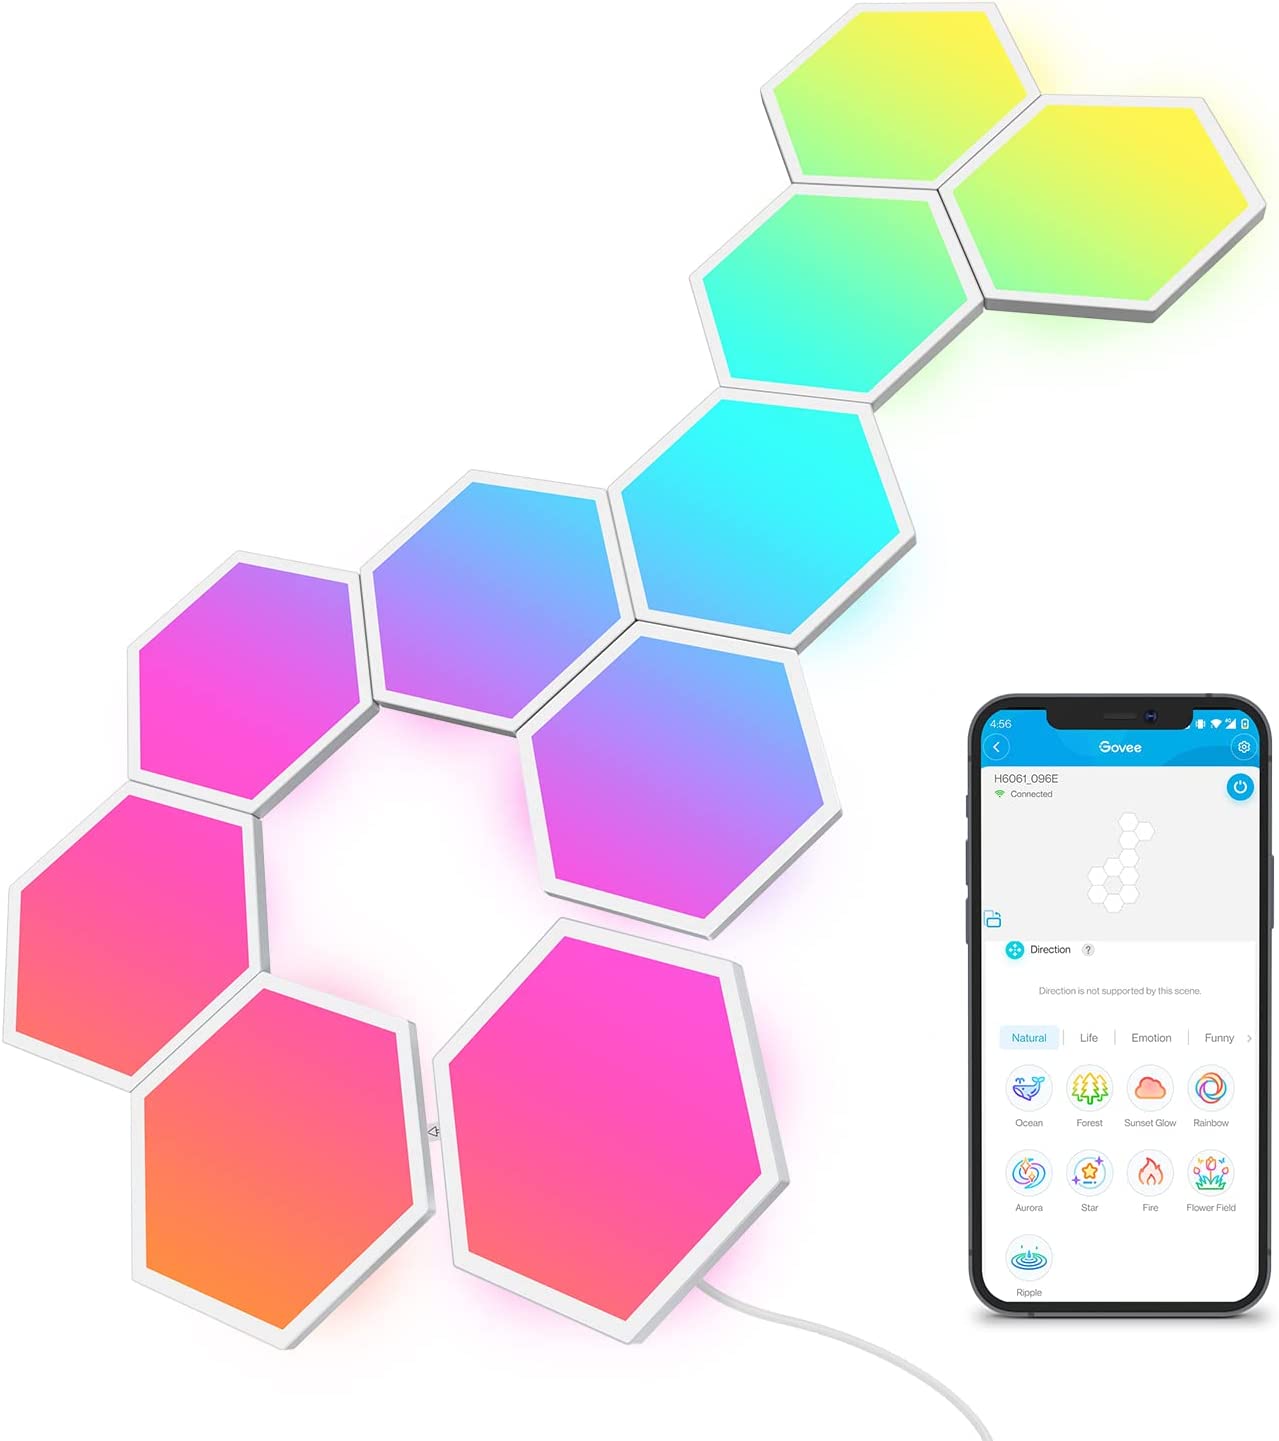 4:56
4G
Govee
H6061_096E
Connected
Direction ?
Direction is not supported by this scene.
Natural Life Emotion Funny >
Ocean Forest Sunset Glow Rainbow
Aurora Star Fire Flower Field
Ripple